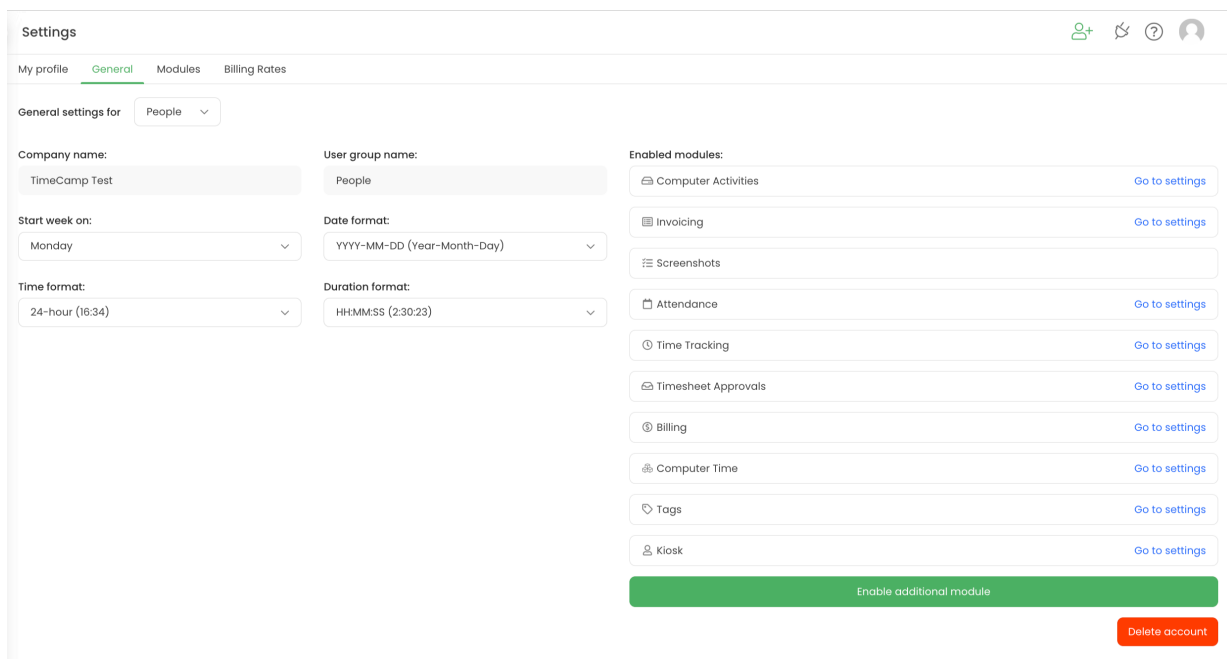 Settings
My profile General Modules Billing Rates
General settings for People
Company name:
TimeCamp Test
User group name:
People
Start week on:
Monday
Date format:
YYYY-MM-DD (Year-Month-Day)
Time format:
24-hour (16:34)
Duration format:
HH:MM:SS (2:30:23)
Enabled modules:
Computer Activities Go to settings
Invoicing Go to settings
Screenshots
Attendance Go to settings
Time Tracking Go to settings
Timesheet Approvals Go to settings
Billing Go to settings
Computer Time Go to settings
Tags Go to settings
Kiosk Go to settings
Enable additional module
Delete account